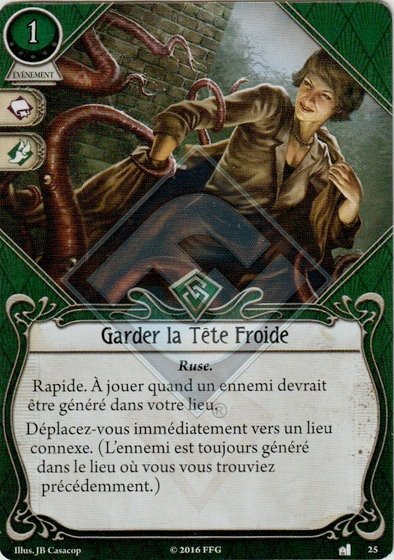 1
ÉVÉNEMENT
Garder la Tête Froide
Ruse.
Rapide. À jouer quand un ennemi devrait
être généré dans votre lieu.
Déplacez-vous immédiatement vers un lieu
connexe. (L'ennemi est toujours généré
dans le lieu où vous vous trouviez
précédemment.)
Illus. JB Casacop © 2016 FFG 25